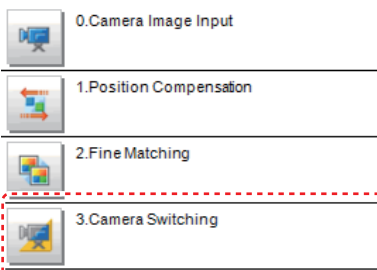 0.Camera Image Input
1.Position Compensation
2.Fine Matching
3.Camera Switching